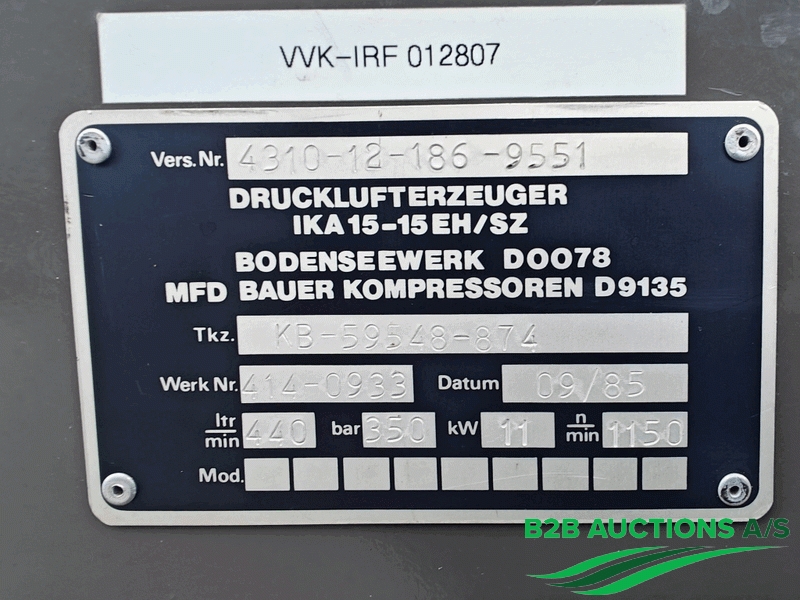 VVK-IRF 012807
Vers. Nr. 4310-12-186-9551
DRUCKLUFTERZEUGER
IKA 15-15 EH/SZ
BODENSEEWERK D0078
MFD BAUER KOMPRESSOREN D9135
Tkz. KB-59548-874
Werk Nr. 414-0933 Datum 09/85
ltr/min 440 bar 350 kW 11 n/min 1150
Mod.
B2B AUCTIONS A/S